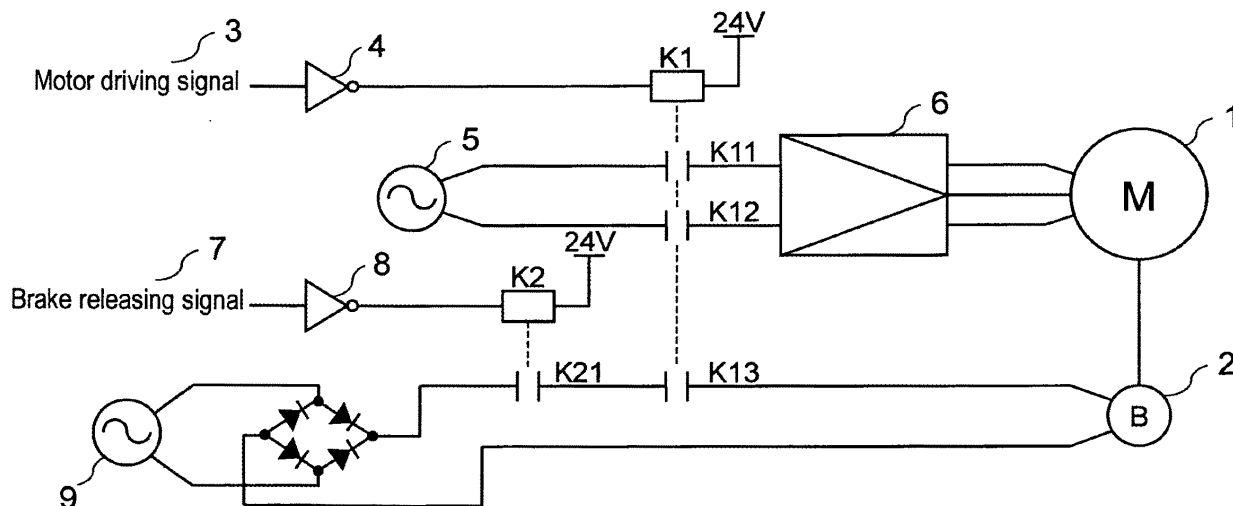 3
4
24V
K1
Motor driving signal
6
1
5
K11
M
K12
7
8
24V
K2
Brake releasing signal
K21
K13
2
B
9